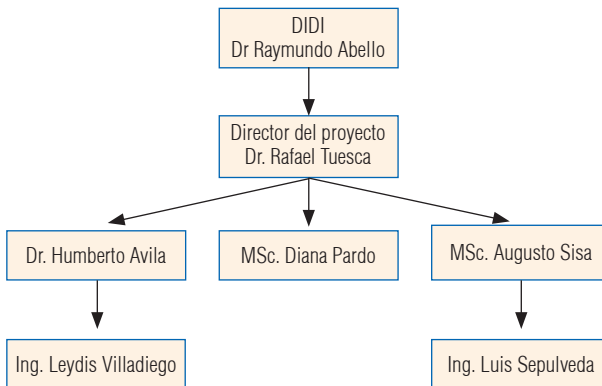 DIDI
Dr Raymundo Abello
Director del proyecto
Dr. Rafael Tuesca
Dr. Humberto Avila
MSc. Diana Pardo
MSc. Augusto Sisa
Ing. Leydis Villadiego
Ing. Luis Sepulveda